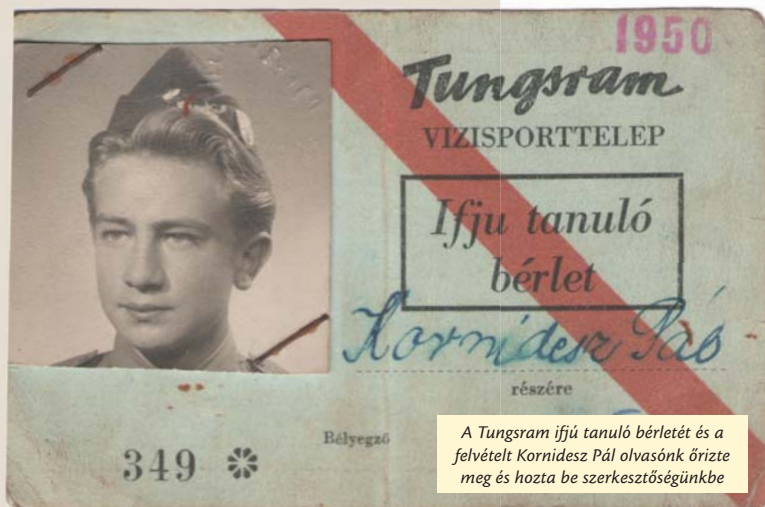 1950
Tungsram
VIZISPORTTELEP
Ifju tanuló
bérlet
Kornidesz Pál
részére
Bélyegző
349
A Tungsram ifjú tanuló bérletét és a
felvételt Kornidesz Pál olvasónk őrizte
meg és hozta be szerkesztőségünkbe